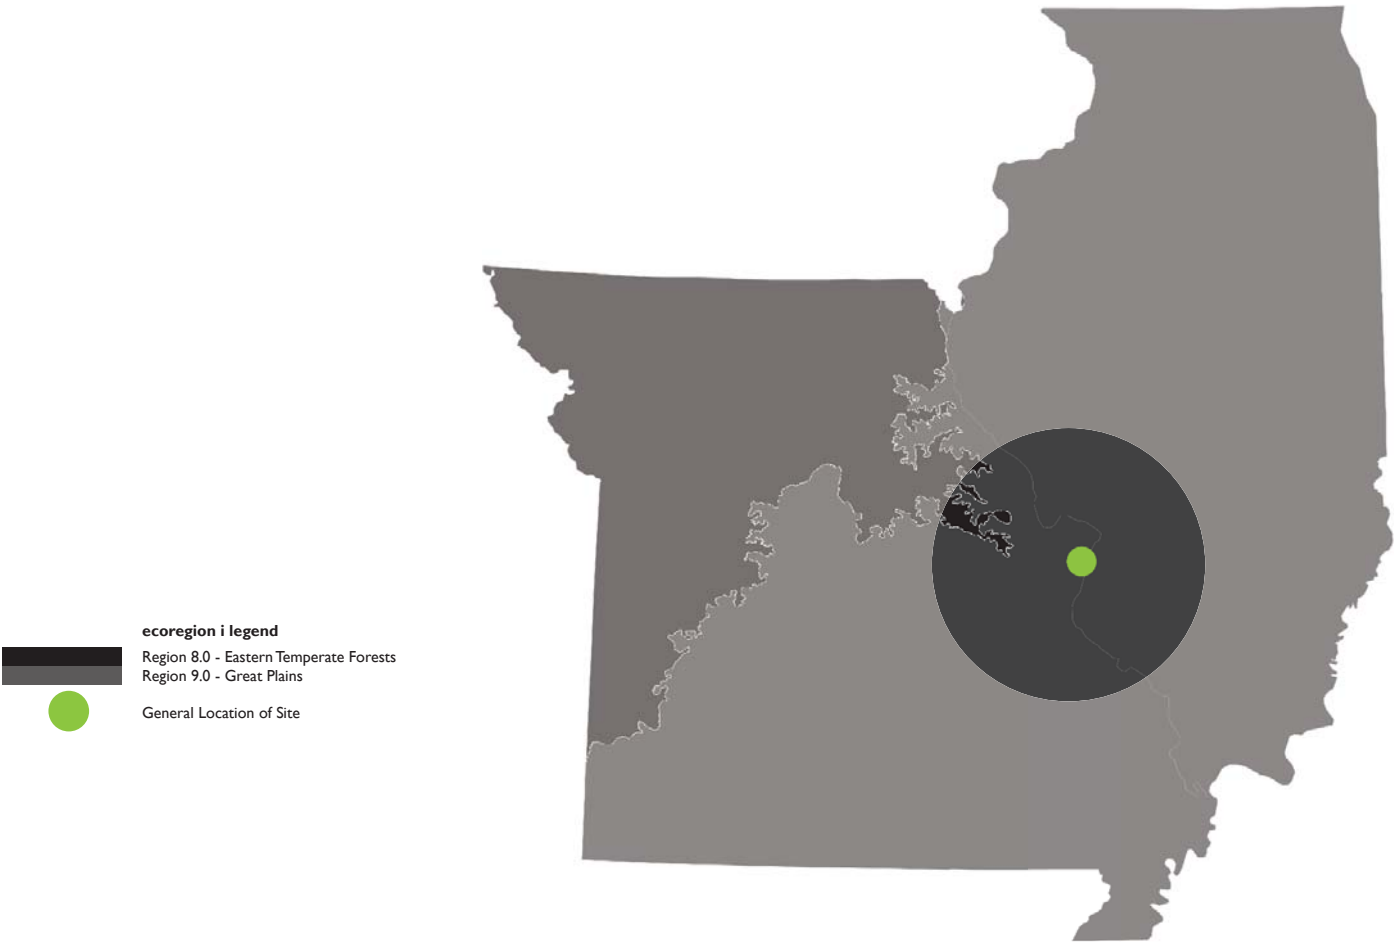 ecoregion i legend
Region 8.0 - Eastern Temperate Forests
Region 9.0 - Great Plains
General Location of Site